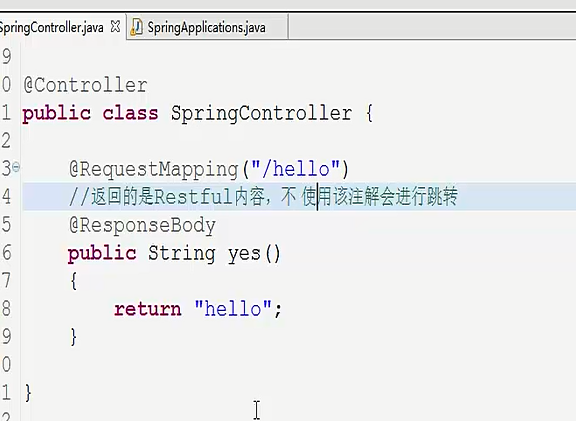 SpringController.java SpringApplications.java
9
0 @Controller
1 public class SpringController {
2
3 @RequestMapping("/hello")
4 //返回的是Restful内容，不 使用该注解会进行跳转
5 @ResponseBody
6 public String yes()
7 {
8 return "hello";
9 }
0
1 }
2